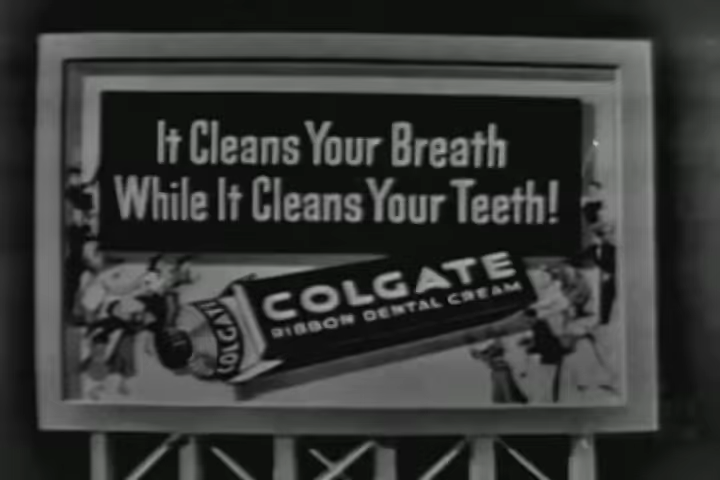 It Cleans Your Breath
While It Cleans Your Teeth!
COLGATE
RIBBON DENTAL CREAM
COLGATE